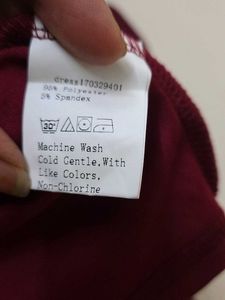 dress170329401
95% Polyester
5% Spandex
30°
Machine Wash
Cold Gentle.With
Like Colors.
Non-Chlorine